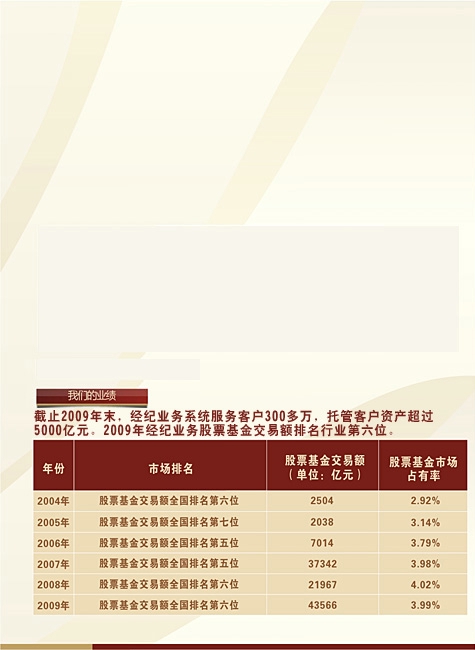 我们的业绩
截止2009年末，经纪业务系统服务客户300多万，托管客户资产超过
5000亿元。2009年经纪业务股票基金交易额排名行业第六位。
年份 市场排名 股票基金交易额（单位：亿元） 股票基金市场占有率
2004年 股票基金交易额全国排名第六位 2504 2.92%
2005年 股票基金交易额全国排名第七位 2038 3.14%
2006年 股票基金交易额全国排名第五位 7014 3.79%
2007年 股票基金交易额全国排名第五位 37342 3.98%
2008年 股票基金交易额全国排名第六位 21967 4.02%
2009年 股票基金交易额全国排名第六位 43566 3.99%